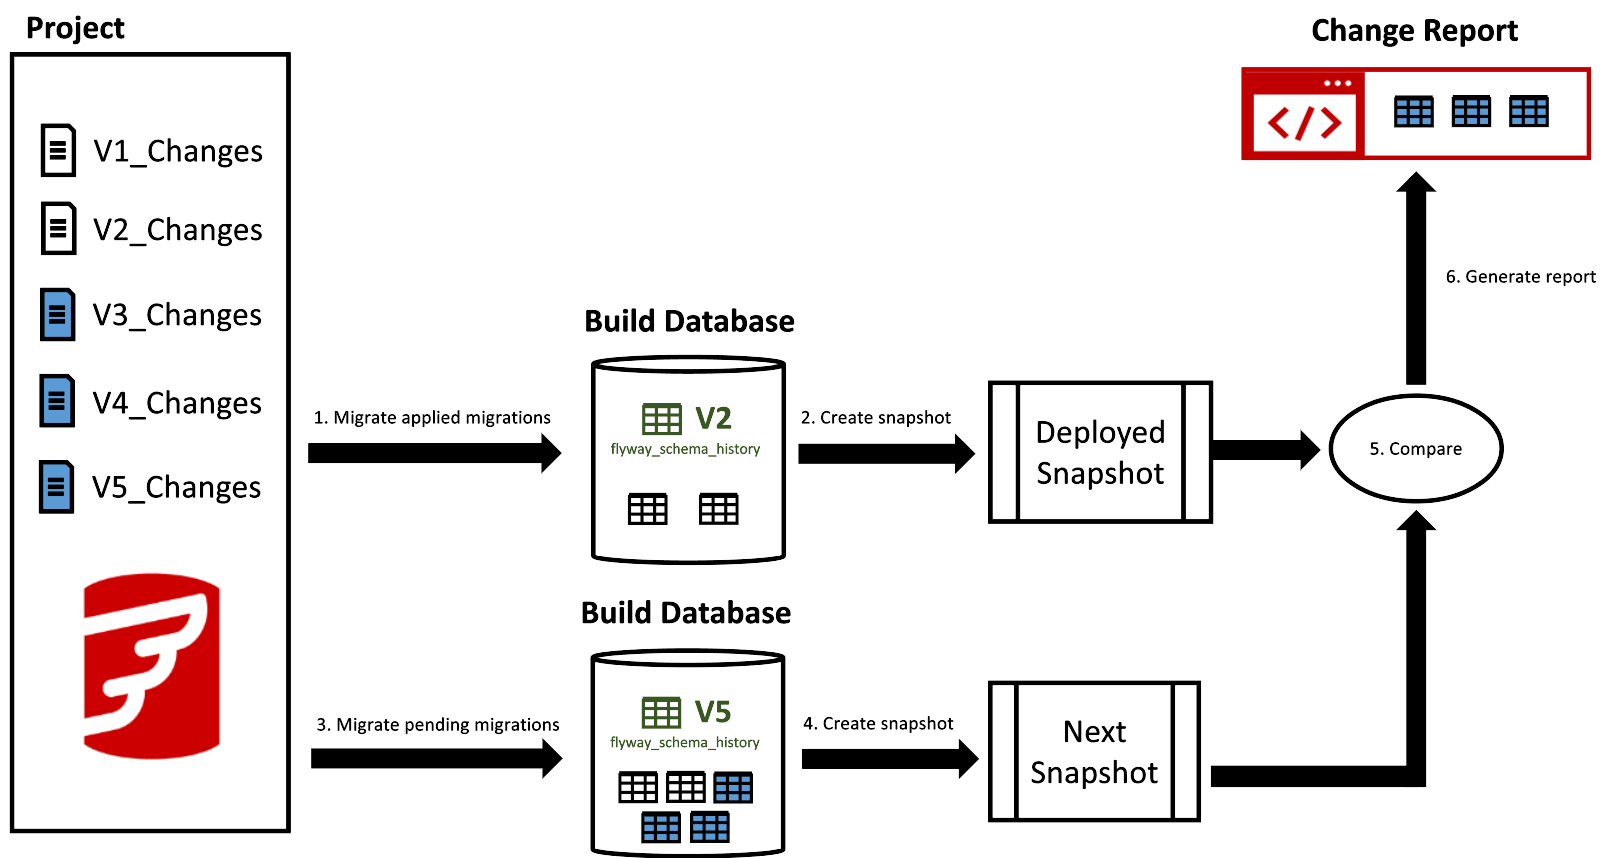 Project
V1_Changes
V2_Changes
V3_Changes
V4_Changes
V5_Changes
1. Migrate applied migrations
Build Database
V2
flyway_schema_history
2. Create snapshot
Deployed
Snapshot
3. Migrate pending migrations
Build Database
V5
flyway_schema_history
4. Create snapshot
Next
Snapshot
5. Compare
6. Generate report
Change Report
</>